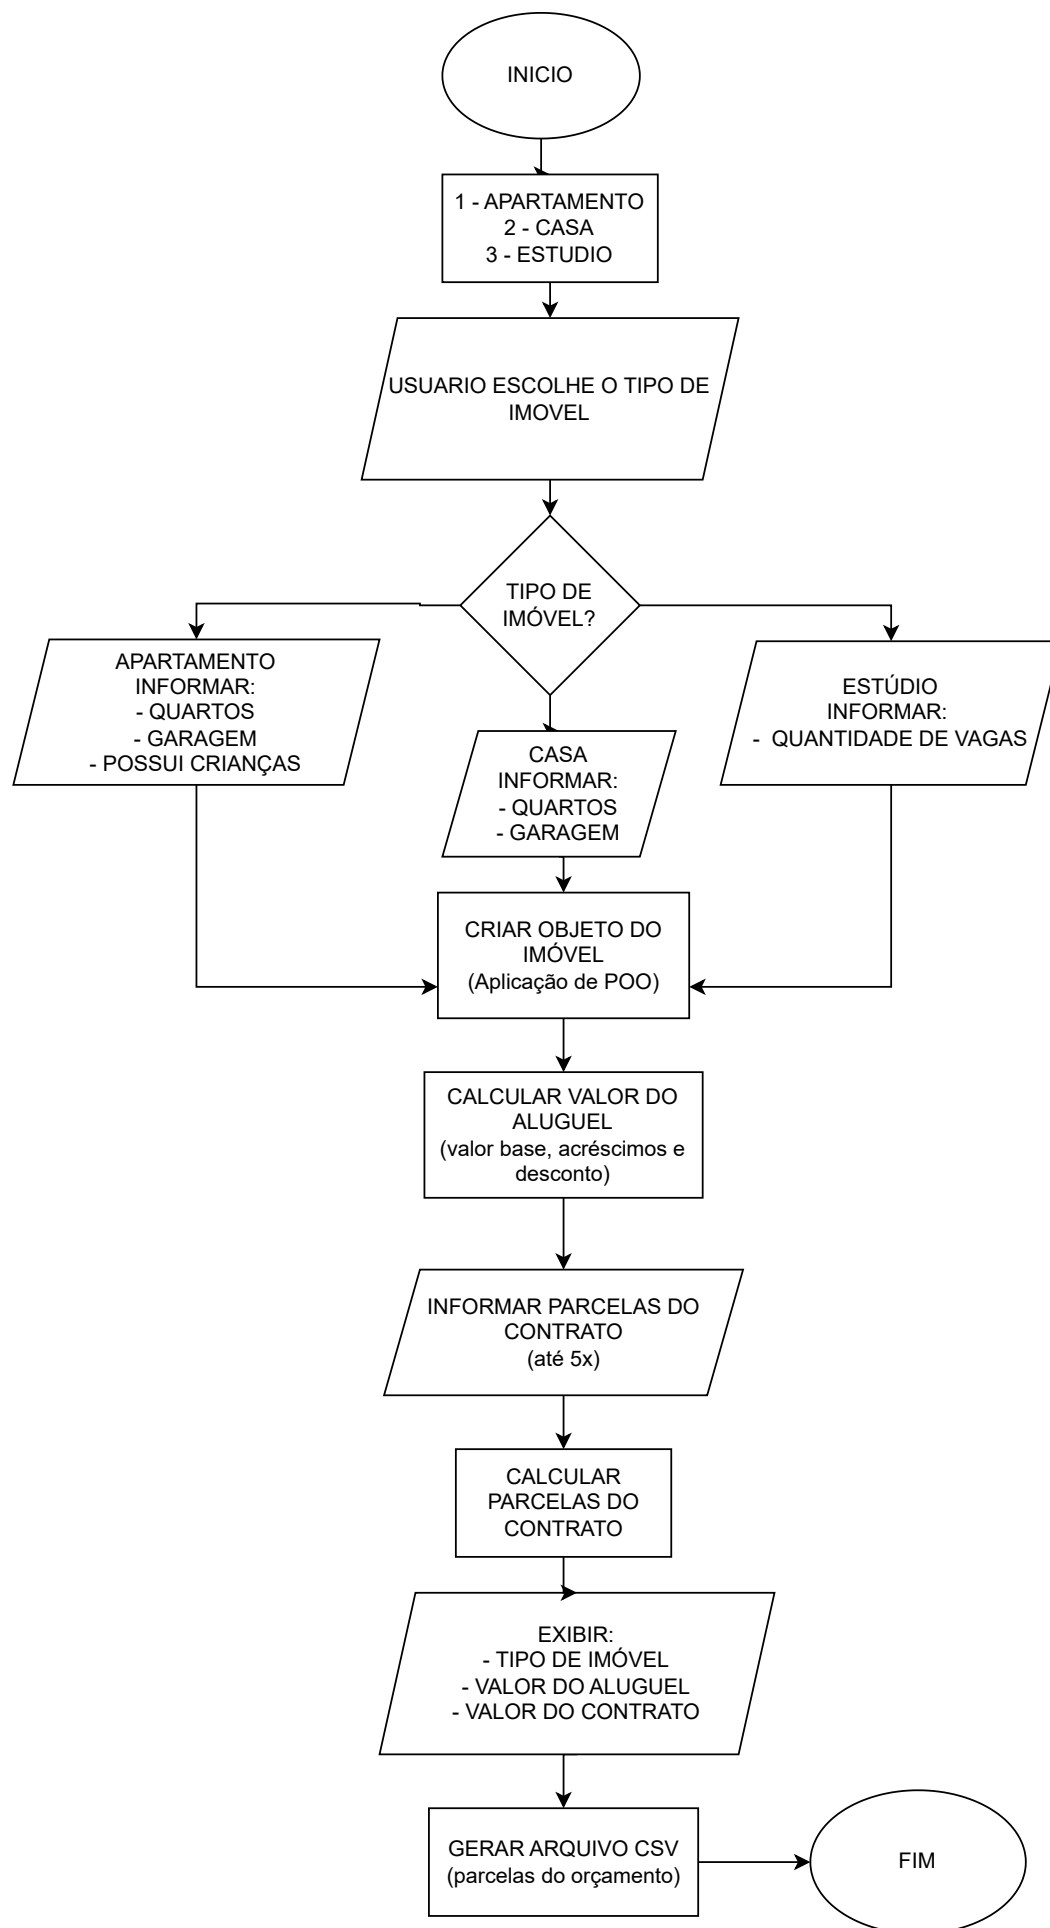 INICIO
1 - APARTAMENTO
2 - CASA
3 - ESTUDIO
USUARIO ESCOLHE O TIPO DE
IMOVEL
TIPO DE
IMÓVEL?
APARTAMENTO
INFORMAR:
- QUARTOS
- GARAGEM
- POSSUI CRIANÇAS
CASA
INFORMAR:
- QUARTOS
- GARAGEM
ESTÚDIO
INFORMAR:
- QUANTIDADE DE VAGAS
CRIAR OBJETO DO
IMÓVEL
(Aplicação de POO)
CALCULAR VALOR DO
ALUGUEL
(valor base, acréscimos e
desconto)
INFORMAR PARCELAS DO
CONTRATO
(até 5x)
CALCULAR
PARCELAS DO
CONTRATO
EXIBIR:
- TIPO DE IMÓVEL
- VALOR DO ALUGUEL
- VALOR DO CONTRATO
GERAR ARQUIVO CSV
(parcelas do orçamento)
FIM